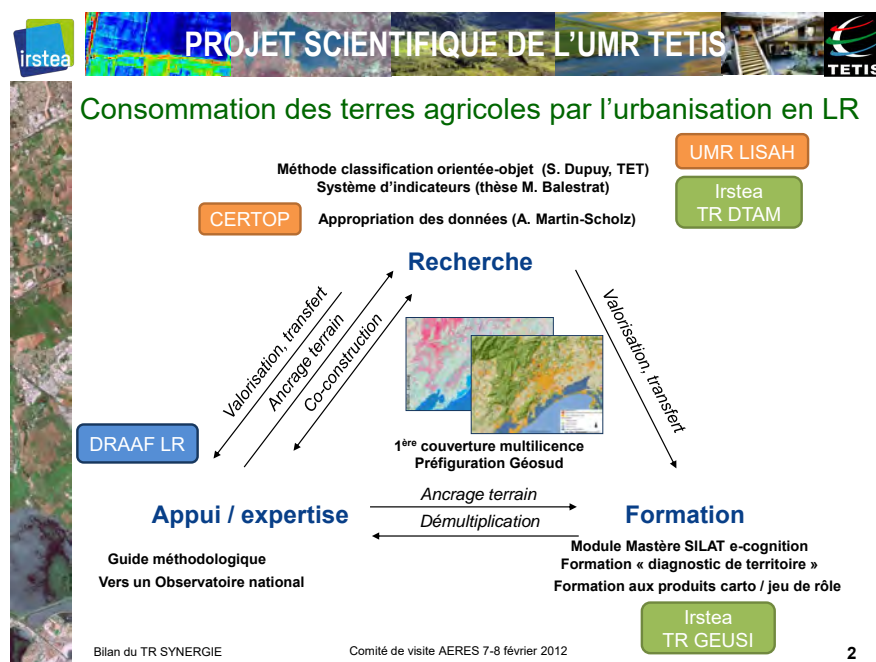 irstea
PROJET SCIENTIFIQUE DE L'UMR TETIS
TETIS
Consommation des terres agricoles par l'urbanisation en LR
UMR LISAH
Méthode classification orientée-objet (S. Dupuy, TET)
Système d'indicateurs (thèse M. Balestrat)
Irstea
TR DTAM
CERTOP
Appropriation des données (A. Martin-Scholz)
Recherche
Valorisation, transfert
Ancrage terrain
Co-construction
Valorisation, transfert
DRAAF LR
1ère couverture multilicence
Préfiguration Géosud
Appui / expertise
Ancrage terrain
Démultiplication
Formation
Guide méthodologique
Vers un Observatoire national
Module Mastère SILAT e-cognition
Formation « diagnostic de territoire »
Formation aux produits carto / jeu de rôle
Irstea
TR GEUSI
Bilan du TR SYNERGIE
Comité de visite AERES 7-8 février 2012
2